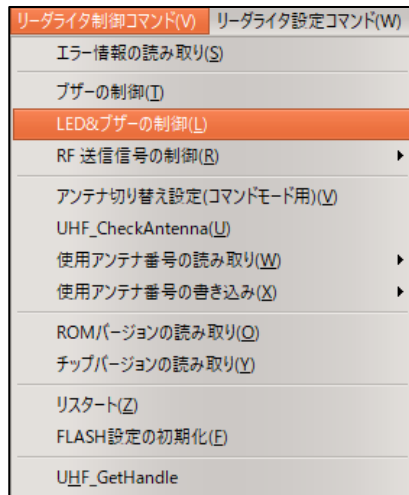 リーダライタ制御コマンド(V) リーダライタ設定コマンド(W)
エラー情報の読み取り(S)
ブザーの制御(T)
LED&ブザーの制御(L)
RF 送信信号の制御(R)
アンテナ切り替え設定(コマンドモード用)(V)
UHF_CheckAntenna(U)
使用アンテナ番号の読み取り(W)
使用アンテナ番号の書き込み(X)
ROMバージョンの読み取り(O)
チップバージョンの読み取り(Y)
リスタート(Z)
FLASH設定の初期化(F)
UHF_GetHandle